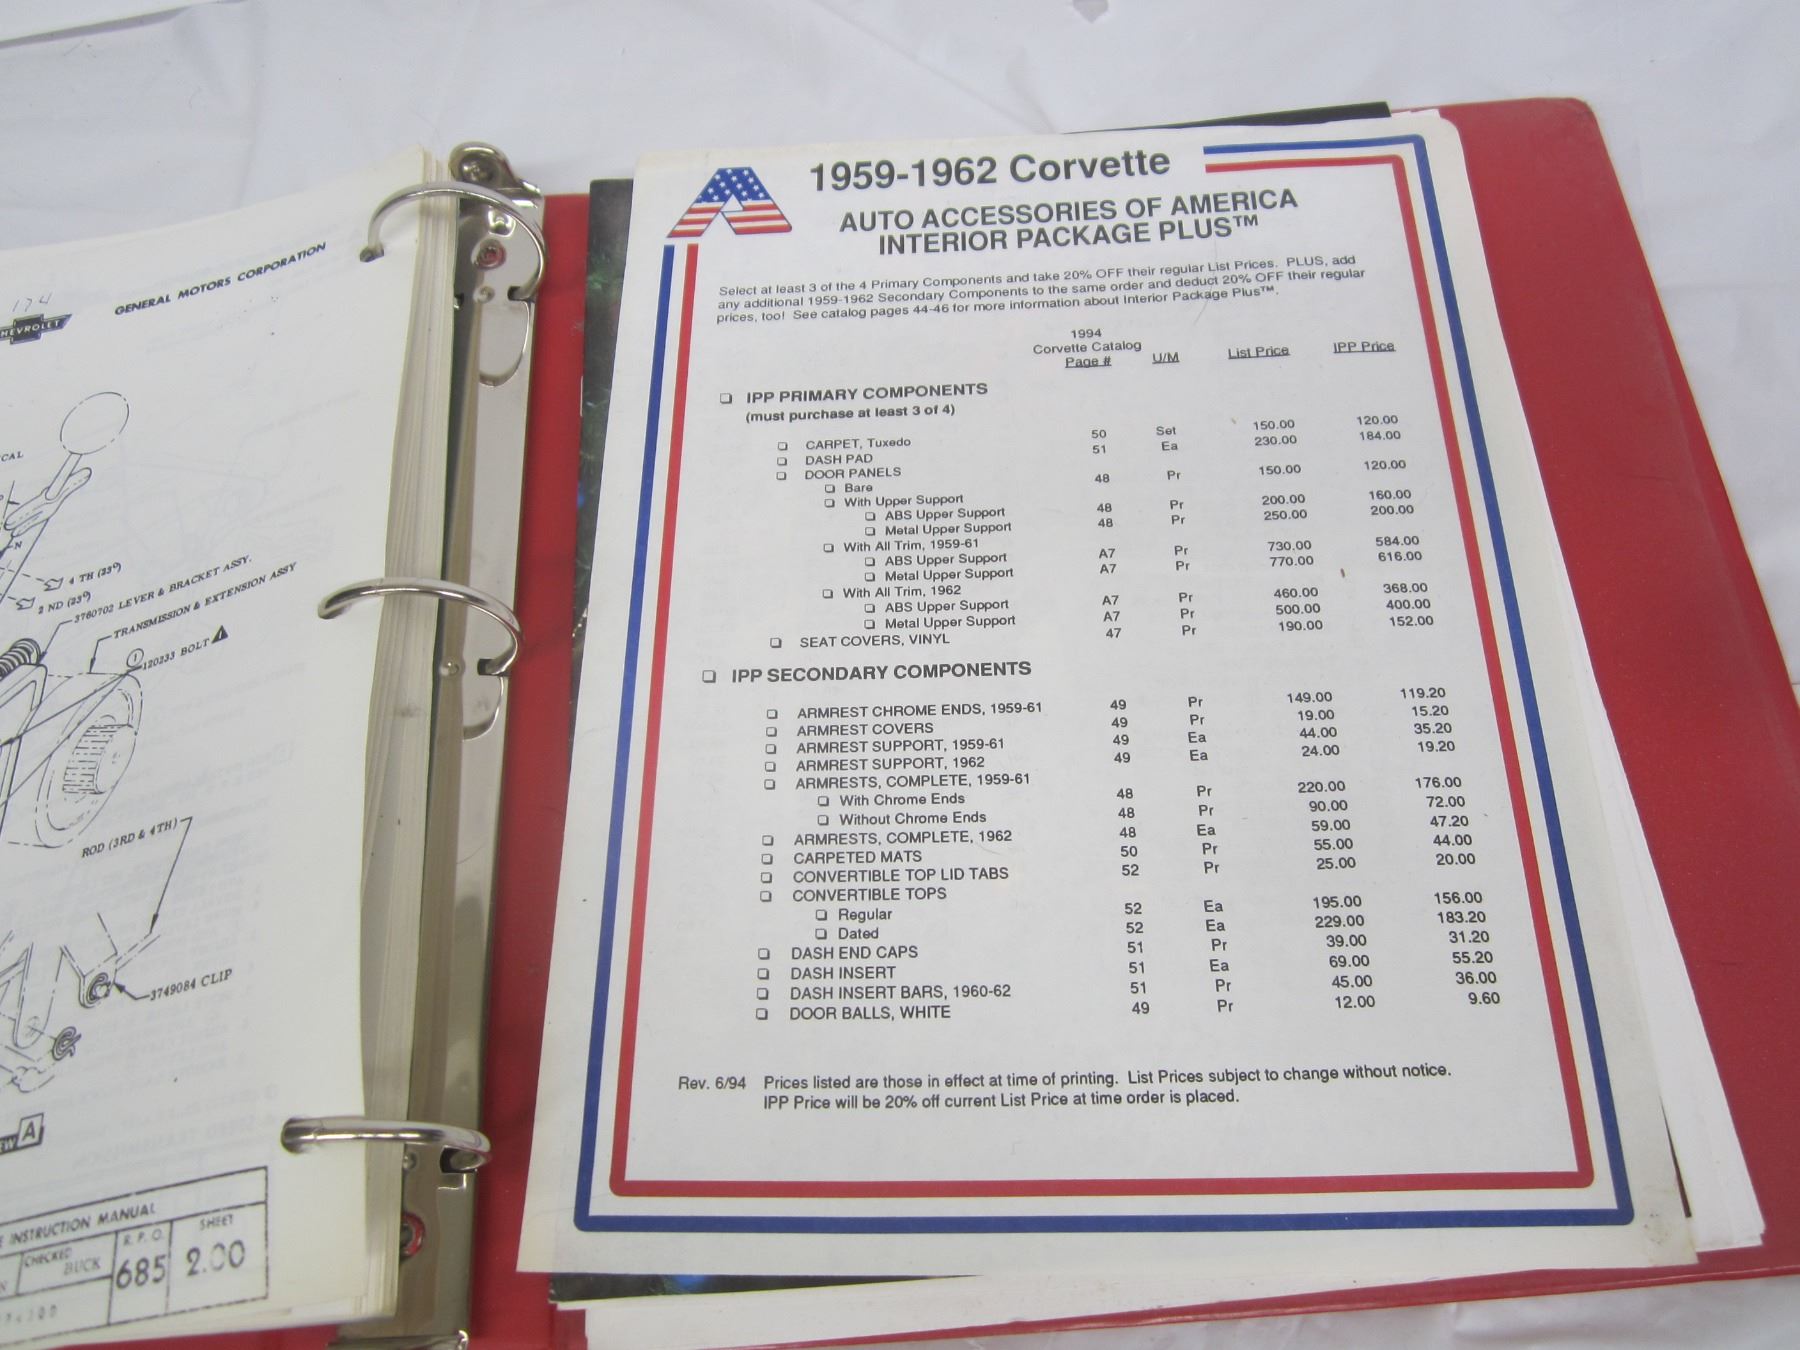 174
GENERAL MOTORS CORPORATION
CHEVROLET
4 TH (23°)
2 ND (23°)
3760702 LEVER & BRACKET ASSY.
TRANSMISSION & EXTENSION ASSY
1
120233 BOLT 1
ROD (3RD & 4TH)
3749084 CLIP
A
INSTRUCTION MANUAL
CHECKED
BUCK
R.P.O.
685
SHEET
2.00
1959-1962 Corvette
AUTO ACCESSORIES OF AMERICA
INTERIOR PACKAGE PLUS™
Select at least 3 of the 4 Primary Components and take 20% OFF their regular List Prices. PLUS, add
any additional 1959-1962 Secondary Components to the same order and deduct 20% OFF their regular
prices, too! See catalog pages 44-46 for more information about Interior Package Plus™.
1994
Corvette Catalog
Page # U/M List Price IPP Price
❏ IPP PRIMARY COMPONENTS
(must purchase at least 3 of 4)
❏ CARPET, Tuxedo 50 Set 150.00 120.00
❏ DASH PAD 51 Ea 230.00 184.00
❏ DOOR PANELS
❏ Bare 48 Pr 150.00 120.00
❏ With Upper Support
❏ ABS Upper Support 48 Pr 200.00 160.00
❏ Metal Upper Support 48 Pr 250.00 200.00
❏ With All Trim, 1959-61
❏ ABS Upper Support A7 Pr 730.00 584.00
❏ Metal Upper Support A7 Pr 770.00 616.00
❏ With All Trim, 1962
❏ ABS Upper Support A7 Pr 460.00 368.00
❏ Metal Upper Support A7 Pr 500.00 400.00
❏ SEAT COVERS, VINYL 47 Pr 190.00 152.00
❏ IPP SECONDARY COMPONENTS
❏ ARMREST CHROME ENDS, 1959-61 49 Pr 149.00 119.20
❏ ARMREST COVERS 49 Pr 19.00 15.20
❏ ARMREST SUPPORT, 1959-61 49 Ea 44.00 35.20
❏ ARMREST SUPPORT, 1962 49 Ea 24.00 19.20
❏ ARMRESTS, COMPLETE, 1959-61
❏ With Chrome Ends 48 Pr 220.00 176.00
❏ Without Chrome Ends 48 Pr 90.00 72.00
❏ ARMRESTS, COMPLETE, 1962 48 Ea 59.00 47.20
❏ CARPETED MATS 50 Pr 55.00 44.00
❏ CONVERTIBLE TOP LID TABS 52 Pr 25.00 20.00
❏ CONVERTIBLE TOPS
❏ Regular 52 Ea 195.00 156.00
❏ Dated 52 Ea 229.00 183.20
❏ DASH END CAPS 51 Pr 39.00 31.20
❏ DASH INSERT 51 Ea 69.00 55.20
❏ DASH INSERT BARS, 1960-62 51 Pr 45.00 36.00
❏ DOOR BALLS, WHITE 49 Pr 12.00 9.60
Rev. 6/94 Prices listed are those in effect at time of printing. List Prices subject to change without notice.
IPP Price will be 20% off current List Price at time order is placed.